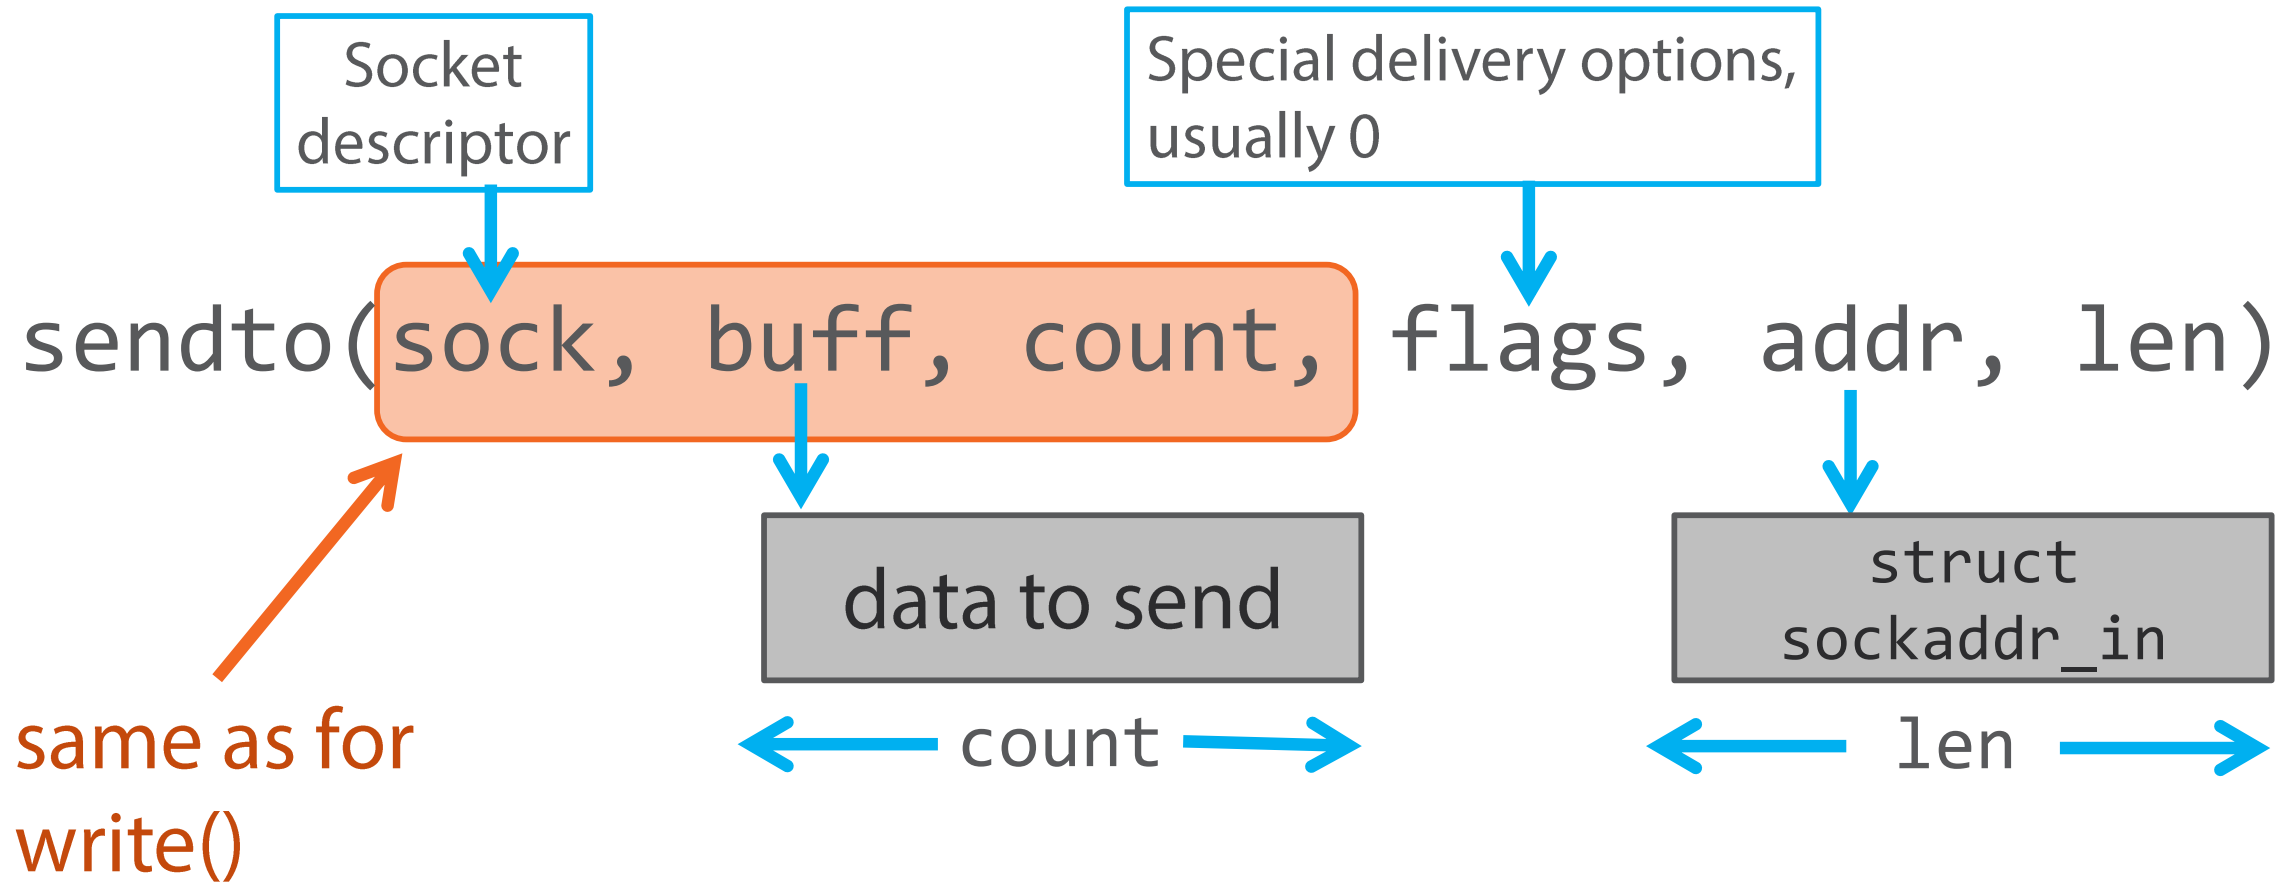 Socket
descriptor
Special delivery options,
usually 0
sendto(sock, buff, count, flags, addr, len)
data to send
struct
sockaddr_in
count
len
same as for
write()